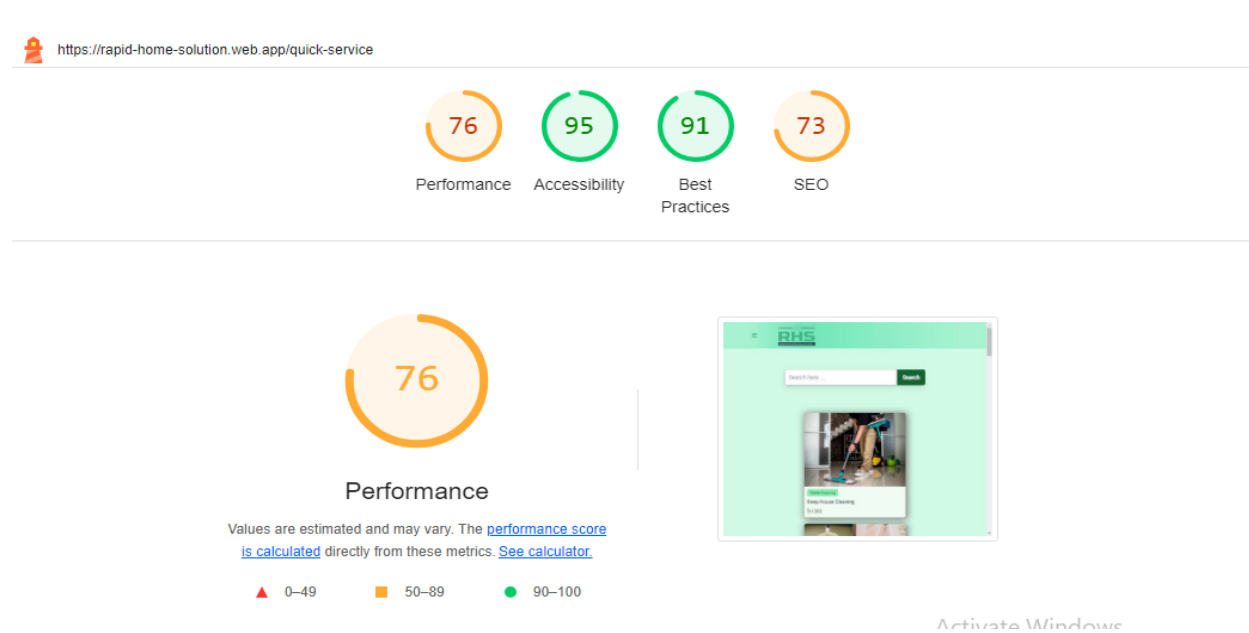 https://rapid-home-solution.web.app/quick-service
76
95
91
73
Performance
Accessibility
Best
Practices
SEO
76
Performance
Values are estimated and may vary. The performance score
is calculated directly from these metrics. See calculator.
0–49
50–89
90–100
RHS
Search here ...
Search
Deep House Cleaning
Activate Windows